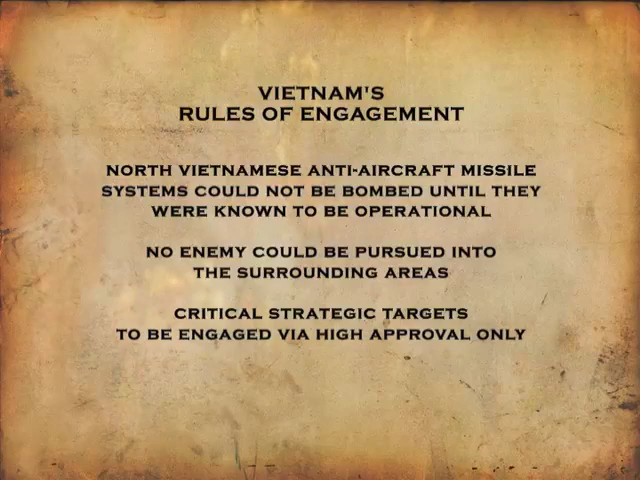 VIETNAM'S
RULES OF ENGAGEMENT
NORTH VIETNAMESE ANTI-AIRCRAFT MISSILE
SYSTEMS COULD NOT BE BOMBED UNTIL THEY
WERE KNOWN TO BE OPERATIONAL
NO ENEMY COULD BE PURSUED INTO
THE SURROUNDING AREAS
CRITICAL STRATEGIC TARGETS
TO BE ENGAGED VIA HIGH APPROVAL ONLY